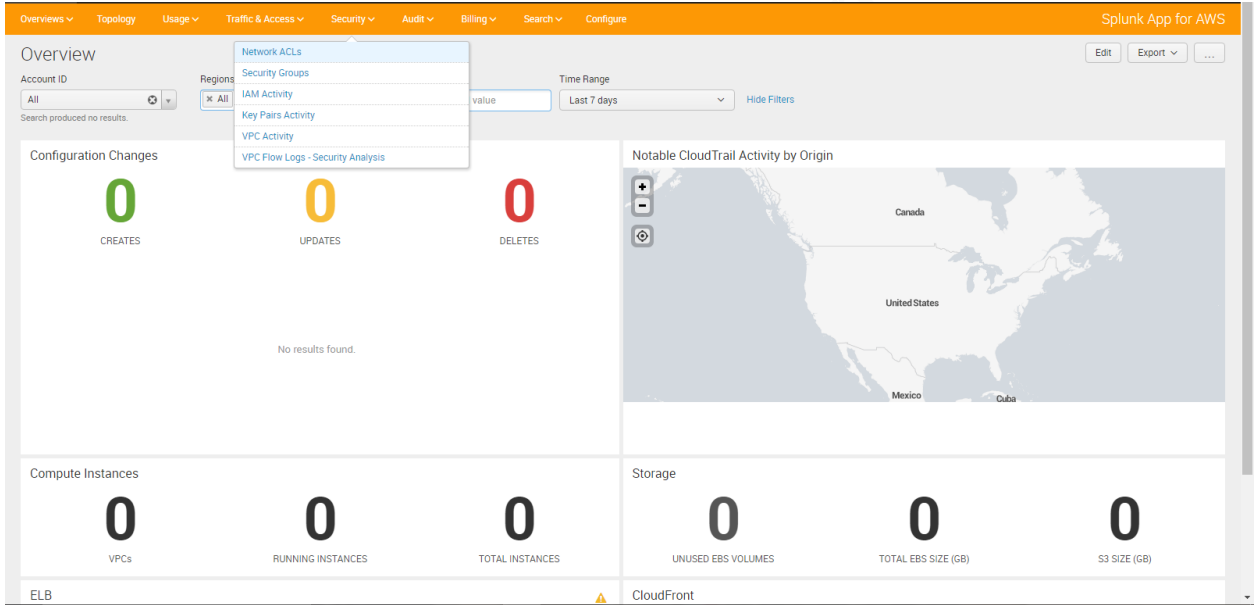 Overviews Topology Usage Traffic & Access Security Audit Billing Search Configure Splunk App for AWS
Overview
Edit Export ...
Network ACLs
Security Groups
IAM Activity
Key Pairs Activity
VPC Activity
VPC Flow Logs - Security Analysis
Account ID
All
Search produced no results.
Regions
All
value
Time Range
Last 7 days
Hide Filters
Configuration Changes
0 0 0
CREATES UPDATES DELETES
No results found.
Notable CloudTrail Activity by Origin
Canada
United States
Mexico
Cuba
Compute Instances
0 0 0
VPCs RUNNING INSTANCES TOTAL INSTANCES
Storage
0 0 0
UNUSED EBS VOLUMES TOTAL EBS SIZE (GB) S3 SIZE (GB)
ELB
CloudFront